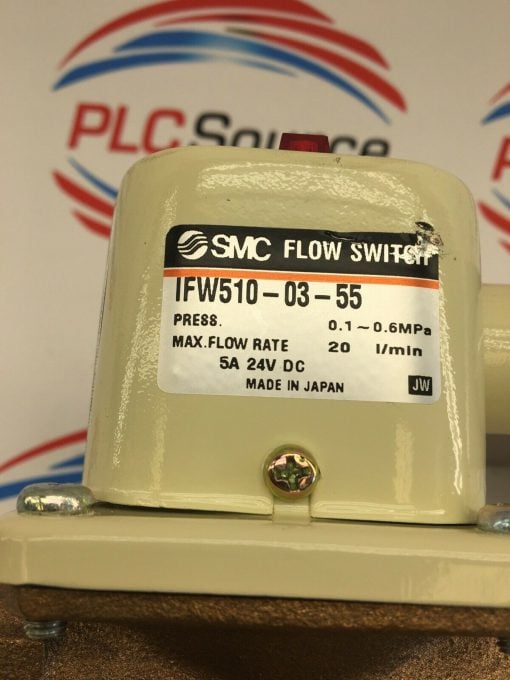 PLCSource
SMC FLOW SWITCH
IFW510-03-55
PRESS. 0.1~0.6MPa
MAX.FLOW RATE 20 l/min
5A 24V DC
MADE IN JAPAN JW